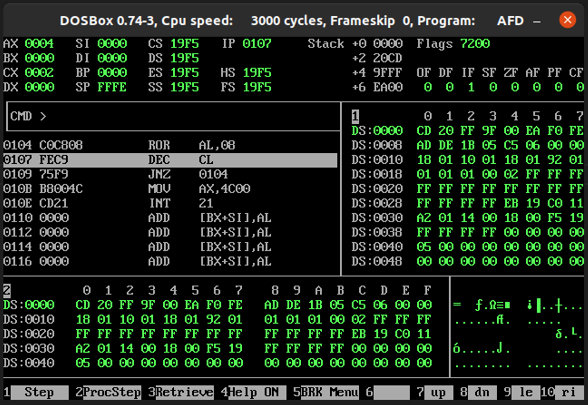 DOSBox 0.74-3, Cpu speed: 3000 cycles, Frameskip 0, Program: AFD
AX 0004 SI 0000 CS 19F5 IP 0107 Stack +0 0000 Flags 7200
BX 0000 DI 0000 DS 19F5 +2 20CD
CX 0002 BP 0000 ES 19F5 HS 19F5 +4 9FFF OF DF IF SF ZF AF PF CF
DX 0000 SP FFFE SS 19F5 FS 19F5 +6 EA00 0 0 1 0 0 0 0 0
CMD >
0104 C0C808 ROR AL,08
0107 FEC9 DEC CL
0109 75F9 JNZ 0104
010B B8004C MOV AX,4C00
010E CD21 INT 21
0110 0000 ADD [BX+SI],AL
0112 0000 ADD [BX+SI],AL
0114 0000 ADD [BX+SI],AL
0116 0000 ADD [BX+SI],AL
1 0 1 2 3 4 5 6 7
DS:0000 CD 20 FF 9F 00 EA F0 FE
DS:0008 AD DE 1B 05 C5 06 00 00
DS:0010 18 01 10 01 18 01 92 01
DS:0018 01 01 01 00 02 FF FF FF
DS:0020 FF FF FF FF FF FF FF FF
DS:0028 FF FF FF FF EB 19 C0 11
DS:0030 A2 01 14 00 18 00 F5 19
DS:0038 FF FF FF FF 00 00 00 00
DS:0040 05 00 00 00 00 00 00 00
DS:0048 00 00 00 00 00 00 00 00
2 0 1 2 3 4 5 6 7 8 9 A B C D E F
DS:0000 CD 20 FF 9F 00 EA F0 FE AD DE 1B 05 C5 06 00 00 = ƒ.Ω≡■ ¡▐..┼...
DS:0010 18 01 10 01 18 01 92 01 01 01 01 00 02 FF FF FF
DS:0020 FF FF FF FF FF FF FF FF FF FF FF FF EB 19 C0 11
DS:0030 A2 01 14 00 18 00 F5 19 FF FF FF FF 00 00 00 00
DS:0040 05 00 00 00 00 00 00 00 00 00 00 00 00 00 00 00
1 Step 2ProcStep 3Retrieve 4Help ON 5BRK Menu 6 7 up 8 dn 9 le 10 ri